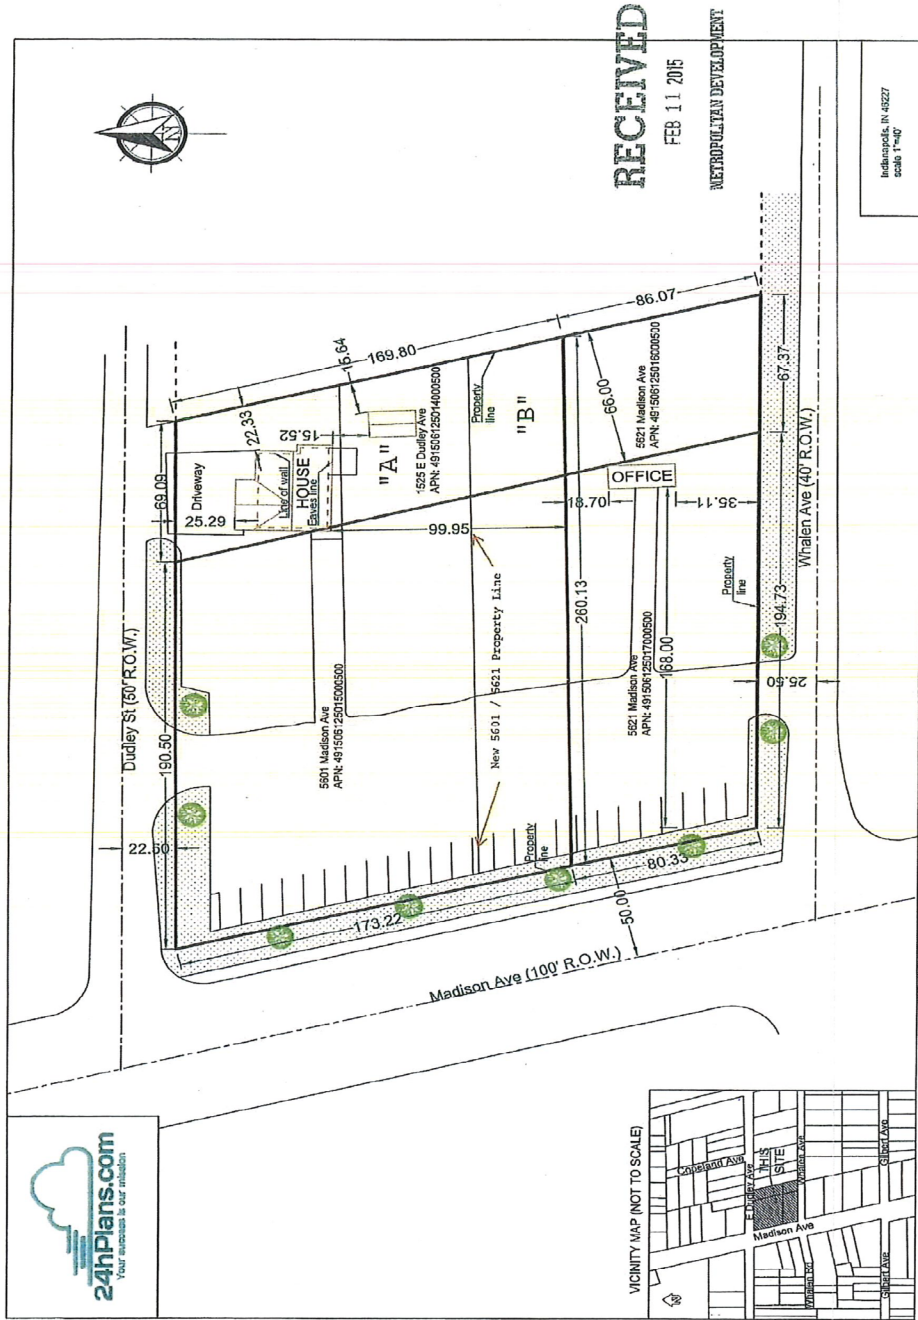 24hPlans.com
Your success is our mission
RECEIVED
FEB 11 2015
METROPOLITAN DEVELOPMENT
Indianapolis, IN 46227
scale 1"=40'
N
Dudley St (50' R.O.W.)
22.50
190.50
69.09
25.29
Driveway
Line of wall
HOUSE
Eaves line
22.33
15.52
15.64
169.80
86.07
"A"
1525 E Dudley Ave
APN: 491506125014000500
Property
line
"B"
66.00
5621 Madison Ave
APN: 491506125016000500
99.95
New 5601 / 5621 Property Line
5601 Madison Ave
APN: 491506125015000500
260.13
18.70
OFFICE
35.11
5621 Madison Ave
APN: 491506125017000500
168.00
Property
line
67.37
194.73
25.50
Whalen Ave (40' R.O.W.)
Property
line
173.22
80.33
50.00
Madison Ave (100' R.O.W.)
VICINITY MAP (NOT TO SCALE)
N
Copeland Ave
E Dudley Ave
THIS
SITE
Whalen Ave
Madison Ave
Whalen Rd
Gilbert Ave
Gilbert Ave